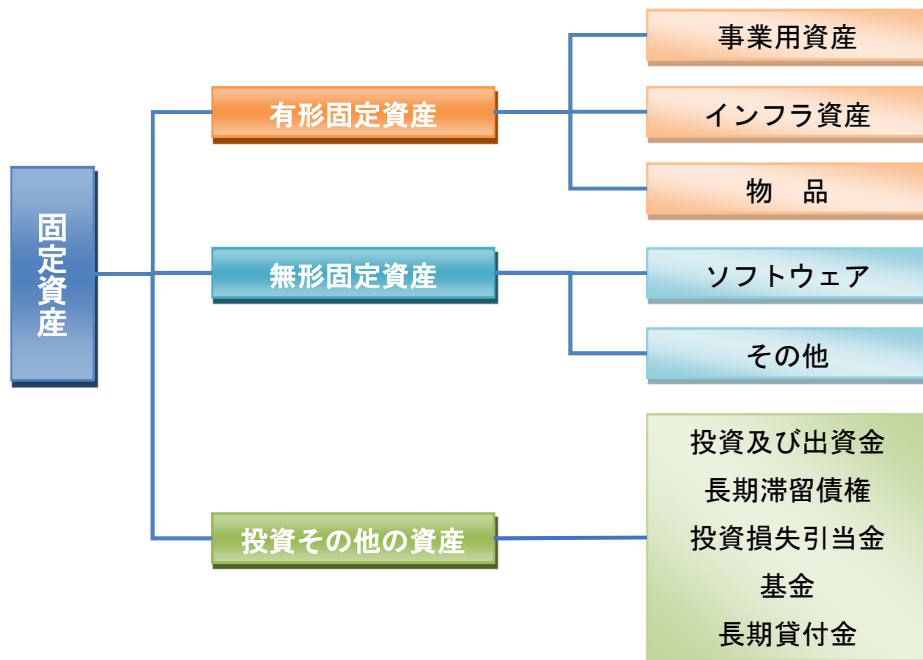 固定資産
有形固定資産
事業用資産
インフラ資産
物　品
無形固定資産
ソフトウェア
その他
投資その他の資産
投資及び出資金
長期滞留債権
投資損失引当金
基金
長期貸付金